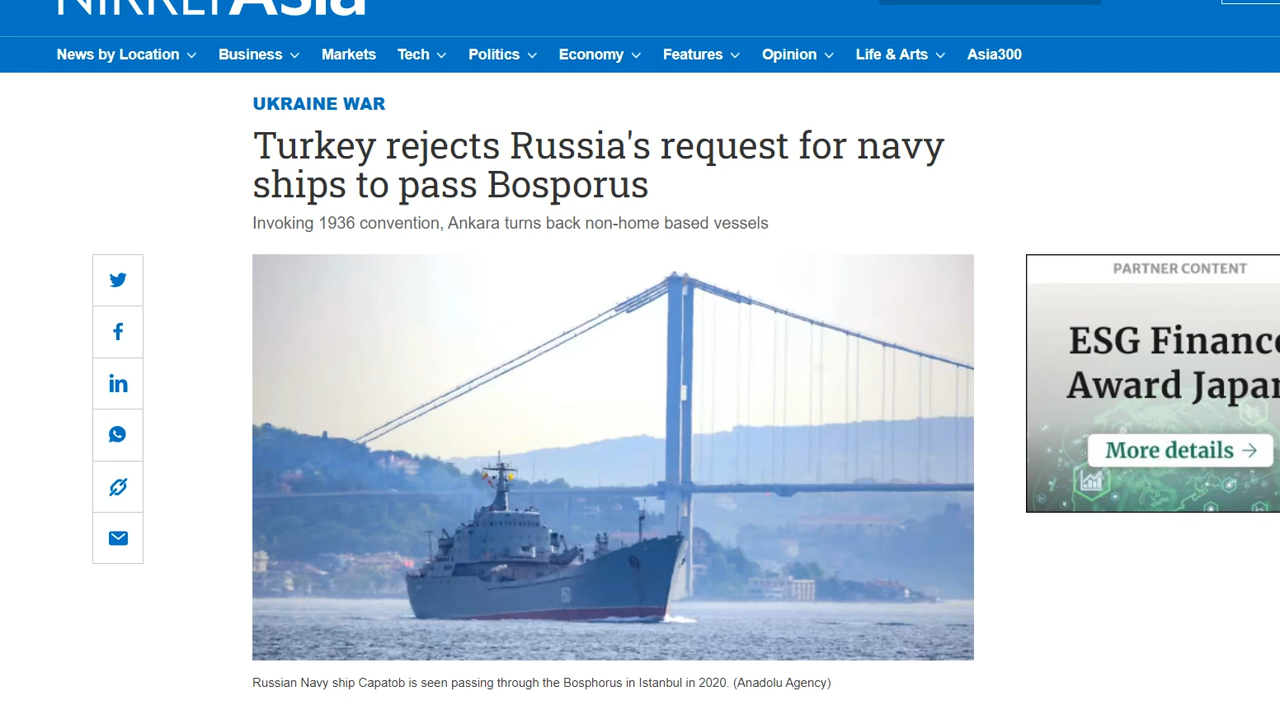 NIKKEI Asia
News by Location Business Markets Tech Politics Economy Features Opinion Life & Arts Asia300
UKRAINE WAR
Turkey rejects Russia's request for navy
ships to pass Bosporus
Invoking 1936 convention, Ankara turns back non-home based vessels
PARTNER CONTENT
ESG Finance
Award Japan
More details →
Russian Navy ship Capatob is seen passing through the Bosphorus in Istanbul in 2020. (Anadolu Agency)